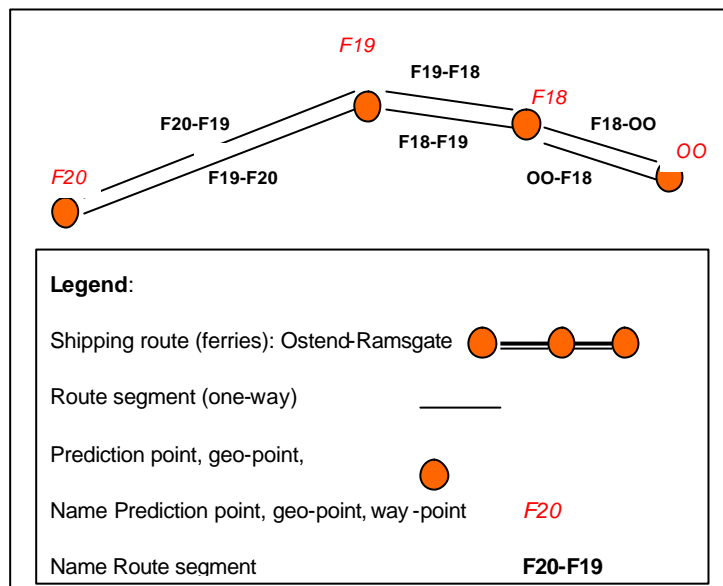 F19
F19-F18
F18
F20-F19
F18-OO
F18-F19
OO
F20
F19-F20
OO-F18
Legend:
Shipping route (ferries): Ostend-Ramsgate
Route segment (one-way)
Prediction point, geo-point,
Name Prediction point, geo-point, way -point F20
Name Route segment F20-F19